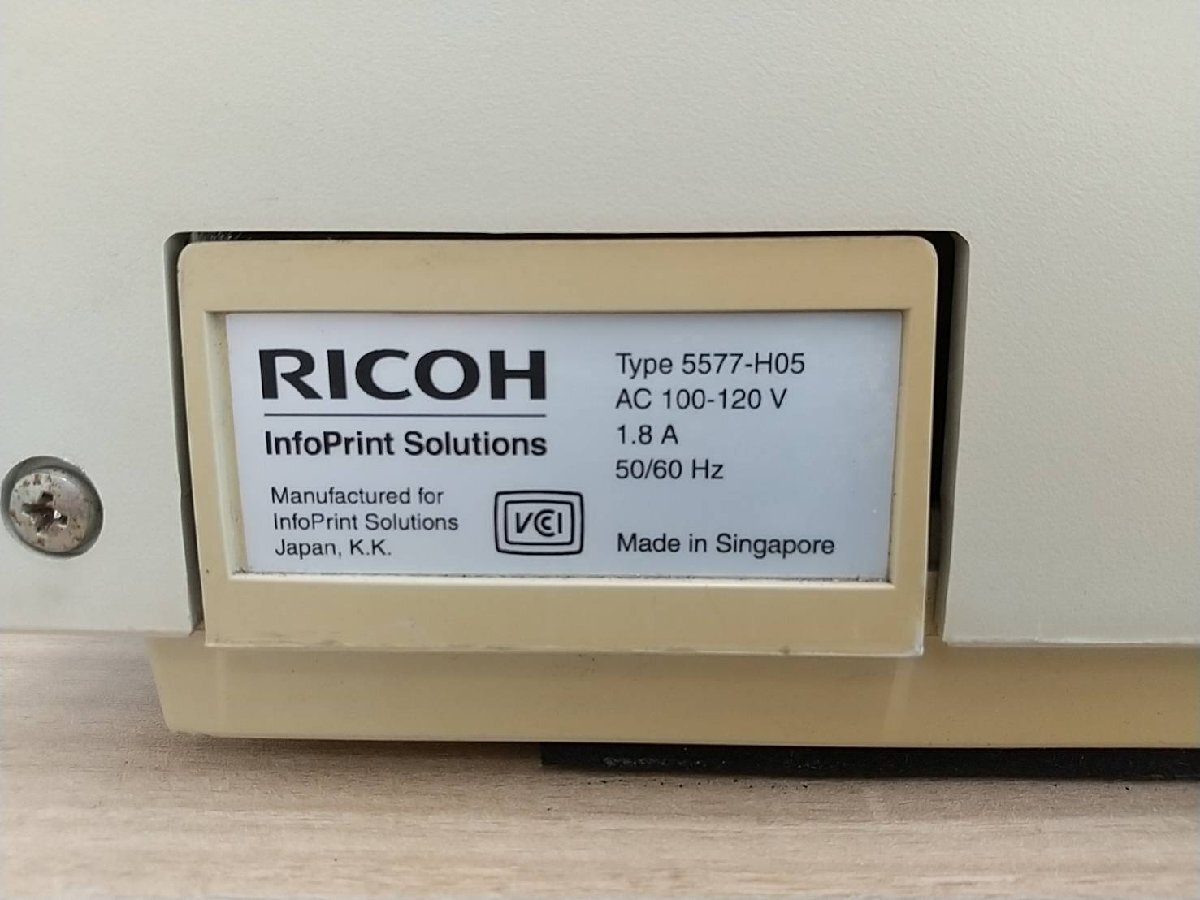 RICOH
InfoPrint Solutions
Manufactured for
InfoPrint Solutions
Japan, K.K.
VCCI
Type 5577-H05
AC 100-120 V
1.8 A
50/60 Hz
Made in Singapore